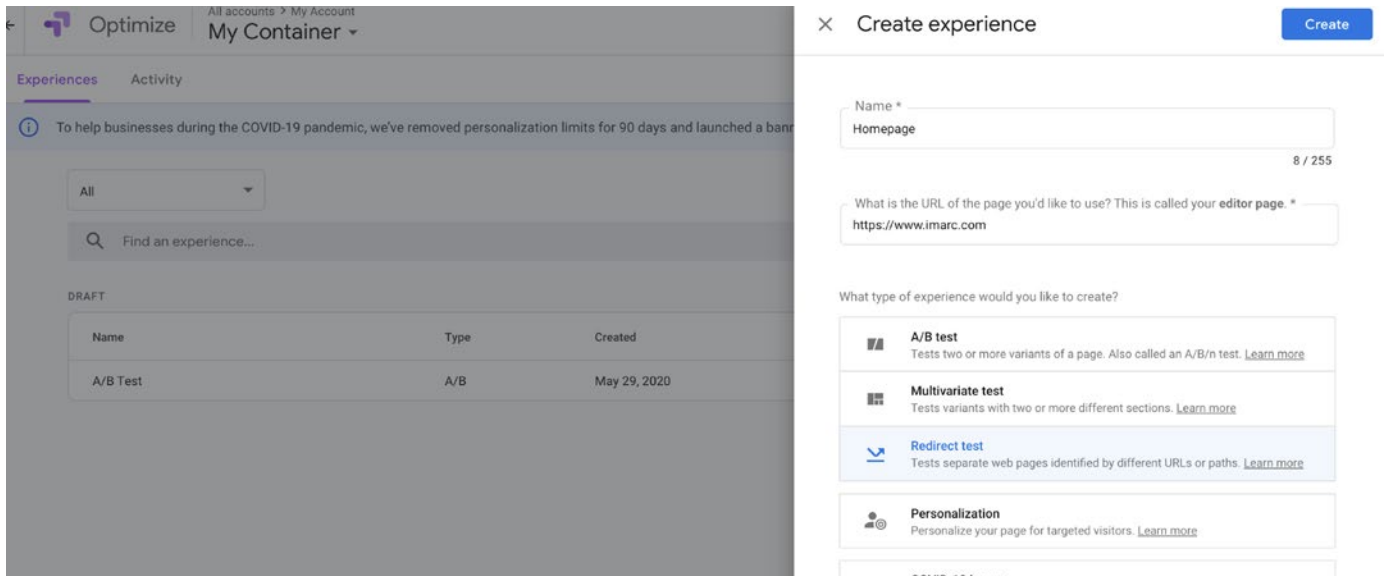 Optimize
All accounts > My Account
My Container
Experiences Activity
To help businesses during the COVID-19 pandemic, we've removed personalization limits for 90 days and launched a bann
All
Find an experience...
DRAFT
Name Type Created
A/B Test A/B May 29, 2020
Create experience
Create
Name *
Homepage
8 / 255
What is the URL of the page you'd like to use? This is called your editor page. *
https://www.imarc.com
What type of experience would you like to create?
A/B test
Tests two or more variants of a page. Also called an A/B/n test. Learn more
Multivariate test
Tests variants with two or more different sections. Learn more
Redirect test
Tests separate web pages identified by different URLs or paths. Learn more
Personalization
Personalize your page for targeted visitors. Learn more